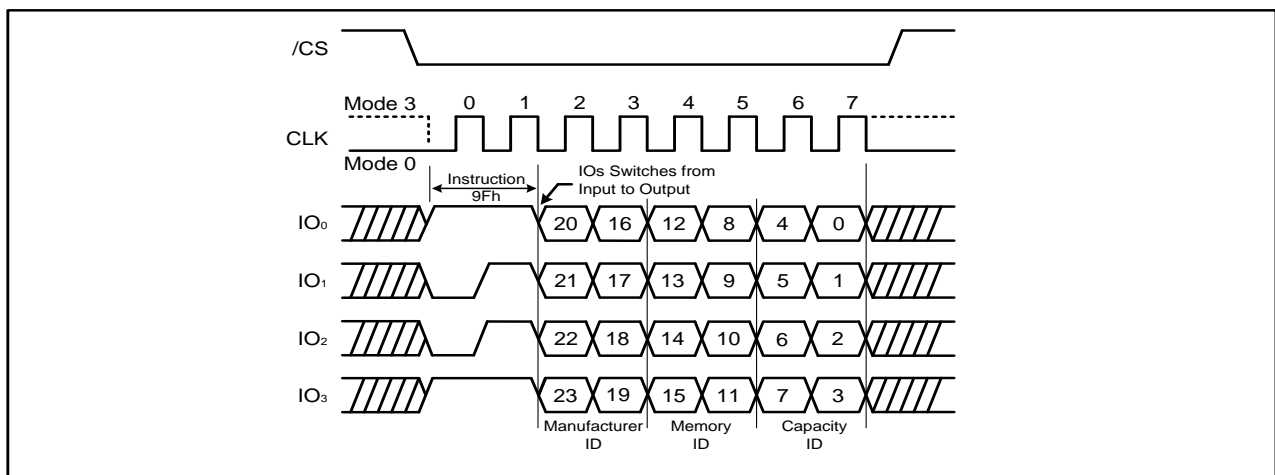 /CS
Mode 3
0 1 2 3 4 5 6 7
CLK
Mode 0
Instruction
9Fh
IOs Switches from
Input to Output
IO₀ 20 16 12 8 4 0
IO₁ 21 17 13 9 5 1
IO₂ 22 18 14 10 6 2
IO₃ 23 19 15 11 7 3
Manufacturer Memory Capacity
ID ID ID